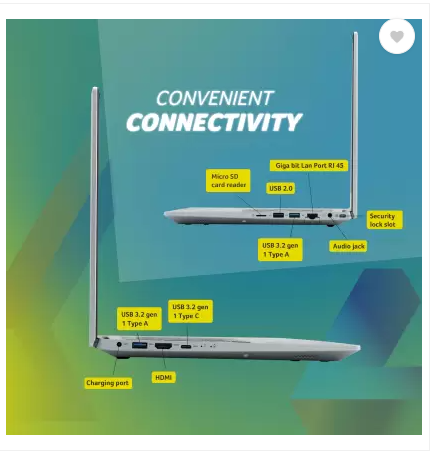 CONVENIENT
CONNECTIVITY
Giga bit Lan Port RJ 45
Micro SD
card reader
USB 2.0
Security
lock slot
USB 3.2 gen
1 Type A
Audio jack
USB 3.2 gen
1 Type C
USB 3.2 gen
1 Type A
HDMI
Charging port